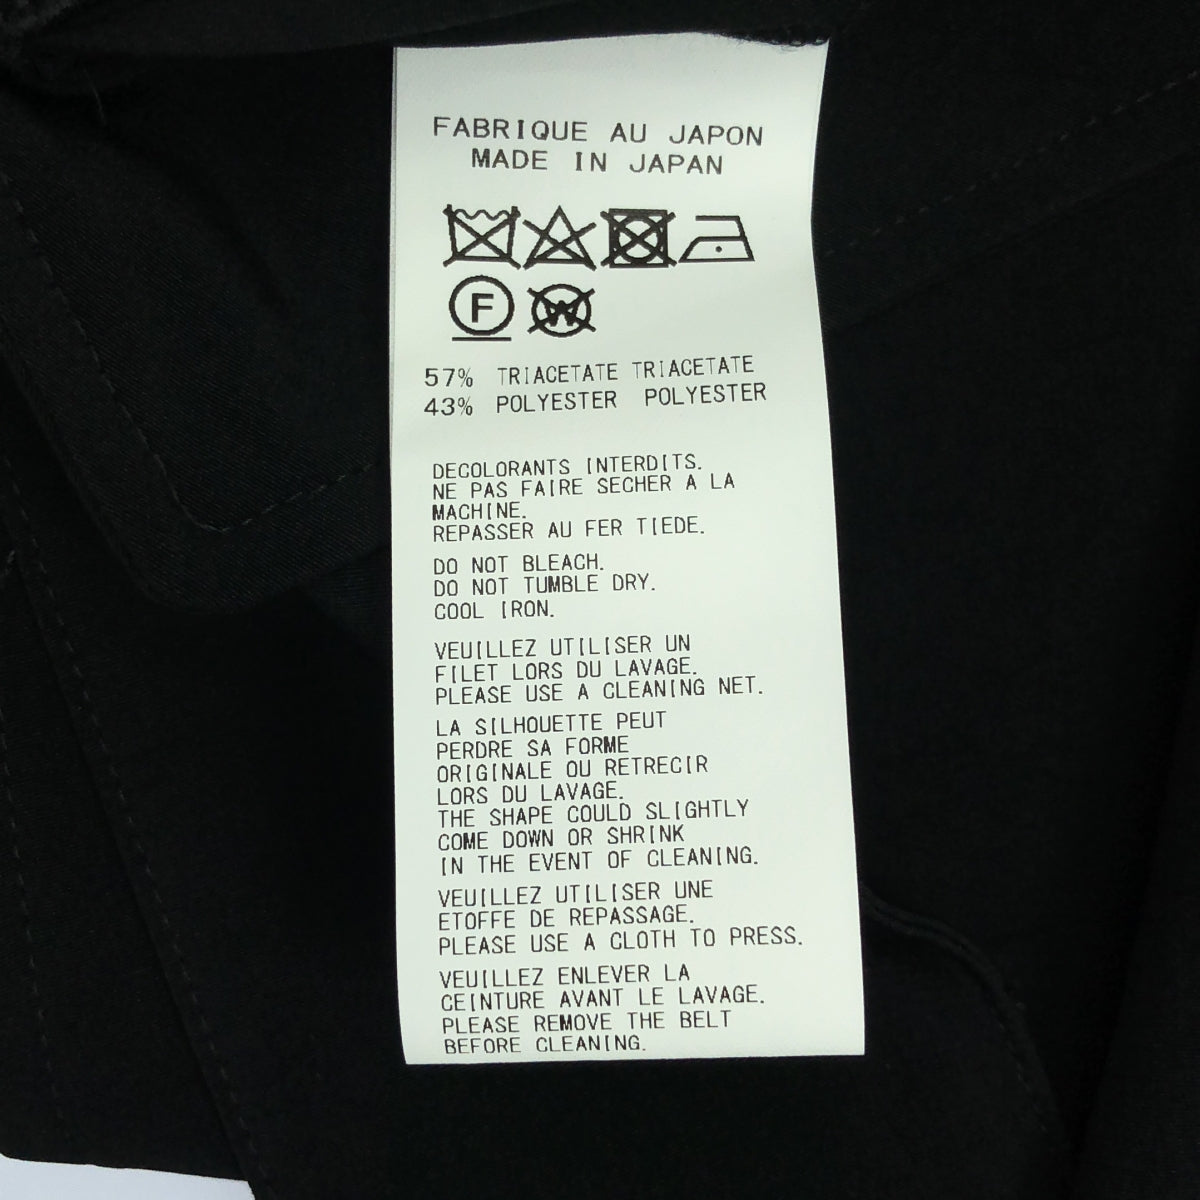 FABRIQUE AU JAPON
MADE IN JAPAN
F W
57% TRIACETATE TRIACETATE
43% POLYESTER POLYESTER
DECOLORANTS INTERDITS.
NE PAS FAIRE SECHER A LA
MACHINE.
REPASSER AU FER TIEDE.
DO NOT BLEACH.
DO NOT TUMBLE DRY.
COOL IRON.
VEUILLEZ UTILISER UN
FILET LORS DU LAVAGE.
PLEASE USE A CLEANING NET.
LA SILHOUETTE PEUT
PERDRE SA FORME
ORIGINALE OU RETRECIR
LORS DU LAVAGE.
THE SHAPE COULD SLIGHTLY
COME DOWN OR SHRINK
IN THE EVENT OF CLEANING.
VEUILLEZ UTILISER UNE
ETOFFE DE REPASSAGE.
PLEASE USE A CLOTH TO PRESS.
VEUILLEZ ENLEVER LA
CEINTURE AVANT LE LAVAGE.
PLEASE REMOVE THE BELT
BEFORE CLEANING.